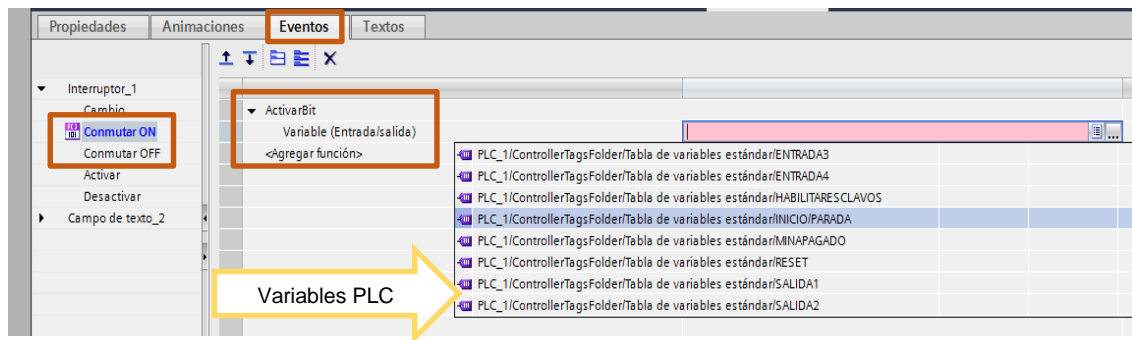 Propiedades Animaciones Eventos Textos
Interruptor_1
Cambio
Conmutar ON
Conmutar OFF
Activar
Desactivar
Campo de texto_2
ActivarBit
Variable (Entrada/salida)
<Agregar función>
PLC_1/ControllerTagsFolder/Tabla de variables estándar/ENTRADA3
PLC_1/ControllerTagsFolder/Tabla de variables estándar/ENTRADA4
PLC_1/ControllerTagsFolder/Tabla de variables estándar/HABILITARESCLAVOS
PLC_1/ControllerTagsFolder/Tabla de variables estándar/INICIO/PARADA
PLC_1/ControllerTagsFolder/Tabla de variables estándar/MINAPAGADO
PLC_1/ControllerTagsFolder/Tabla de variables estándar/RESET
PLC_1/ControllerTagsFolder/Tabla de variables estándar/SALIDA1
PLC_1/ControllerTagsFolder/Tabla de variables estándar/SALIDA2
Variables PLC